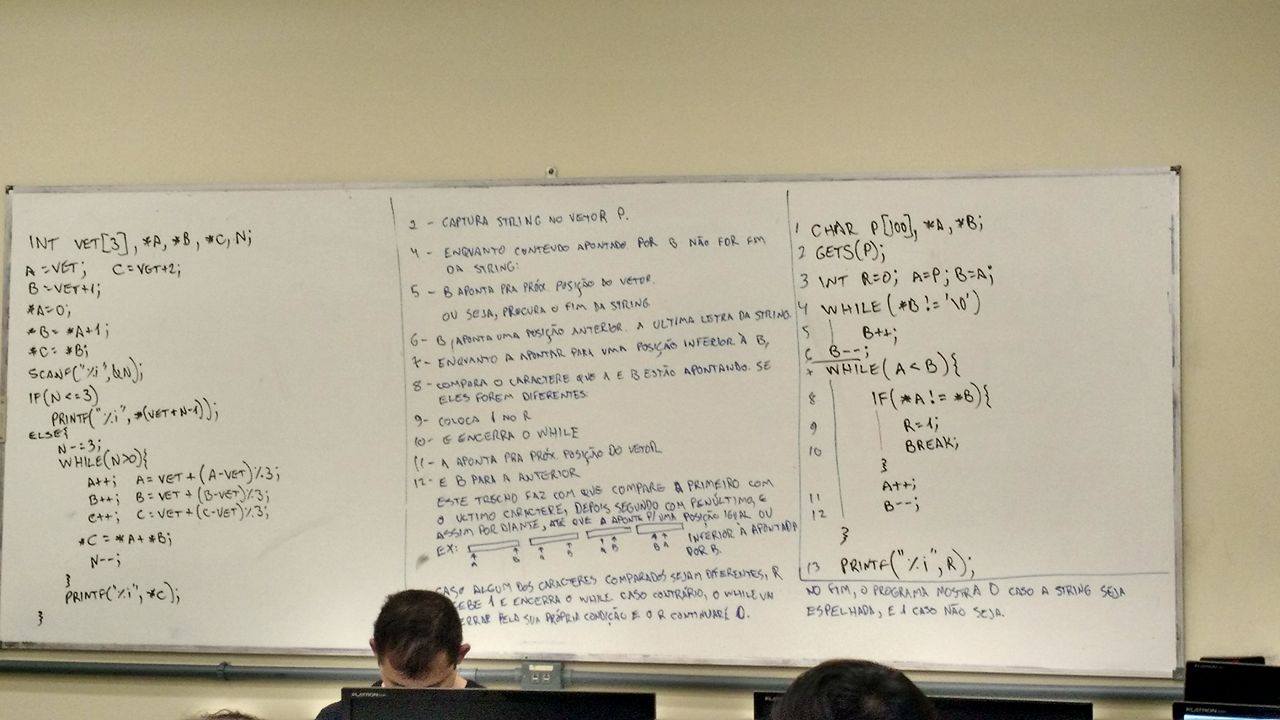 INT VET[3], *A, *B, *C, N;
A=VET; C=VET+2;
B=VET+1;
*A=0;
*B=*A+1;
*C=*B;
SCANF("%i",&N);
IF(N<=3)
PRINTF("%i",*(VET+N-1));
ELSE{
N-=3;
WHILE(N>0){
A++; A=VET+(A-VET)%3;
B++; B=VET+(B-VET)%3;
C++; C=VET+(C-VET)%3;
*C=*A+*B;
N--;
}
PRINTF("%i",*C);
}
2 - CAPTURA STRING NO VETOR P.
4 - ENQUANTO CONTEUDO APONTADO POR B NÃO FOR FIM
DA STRING:
5 - B APONTA PRA PRÓX. POSIÇÃO DO VETOR.
OU SEJA, PROCURA O FIM DA STRING
6 - B APONTA UMA POSIÇÃO ANTERIOR. A ULTIMA LETRA DA STRING.
7 - ENQUANTO A APONTAR PARA UMA POSIÇÃO INFERIOR À B,
8 - COMPARA O CARACTERE QUE A E B ESTÃO APONTANDO. SE
ELES FOREM DIFERENTES:
9 - COLOCA 1 NO R
10 - E ENCERRA O WHILE
11 - A APONTA PRA PRÓX. POSIÇÃO DO VETOR
12 - E B PARA A ANTERIOR
ESTE TRECHO FAZ COM QUE COMPARE O PRIMEIRO COM
O ULTIMO CARACTERE, DEPOIS SEGUNDO COM PENÚLTIMO, E
ASSIM POR DIANTE, ATÉ QUE A APONTE P/ UMA POSIÇÃO IGUAL OU
INFERIOR À APONTADA
POR B.
EX:
A B A B A B B A
CASO ALGUM DOS CARACTERES COMPARADOS SEJAM DIFERENTES, R
EBE 1 E ENCERRA O WHILE. CASO CONTRÁRIO, O WHILE VAI
ERRAR PELA SUA PRÓPRIA CONDIÇÃO E O R CONTINUARÁ 0.
1 CHAR P[100], *A, *B;
2 GETS(P);
3 INT R=0; A=P; B=A;
4 WHILE(*B!='\0')
5 B++;
6 B--;
7 WHILE(A<B){
8 IF(*A!=*B){
9 R=1;
10 BREAK;
}
11 A++;
12 B--;
}
13 PRINTF("%i",R);
NO FIM, O PROGRAMA MOSTRA 0 CASO A STRING SEJA
ESPELHADA, E 1 CASO NÃO SEJA.
FLATRON
FLATRON
FLATRON
FLATRON